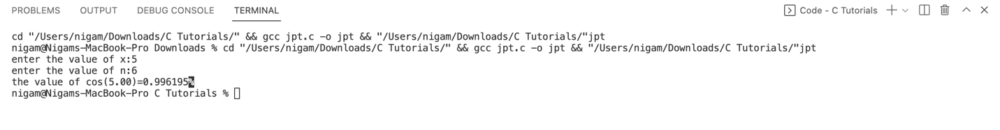 PROBLEMS OUTPUT DEBUG CONSOLE TERMINAL Code - C Tutorials
cd "/Users/nigam/Downloads/C Tutorials/" && gcc jpt.c -o jpt && "/Users/nigam/Downloads/C Tutorials/"jpt
nigam@Nigams-MacBook-Pro Downloads % cd "/Users/nigam/Downloads/C Tutorials/" && gcc jpt.c -o jpt && "/Users/nigam/Downloads/C Tutorials/"jpt
enter the value of x:5
enter the value of n:6
the value of cos(5.00)=0.996195%
nigam@Nigams-MacBook-Pro C Tutorials %